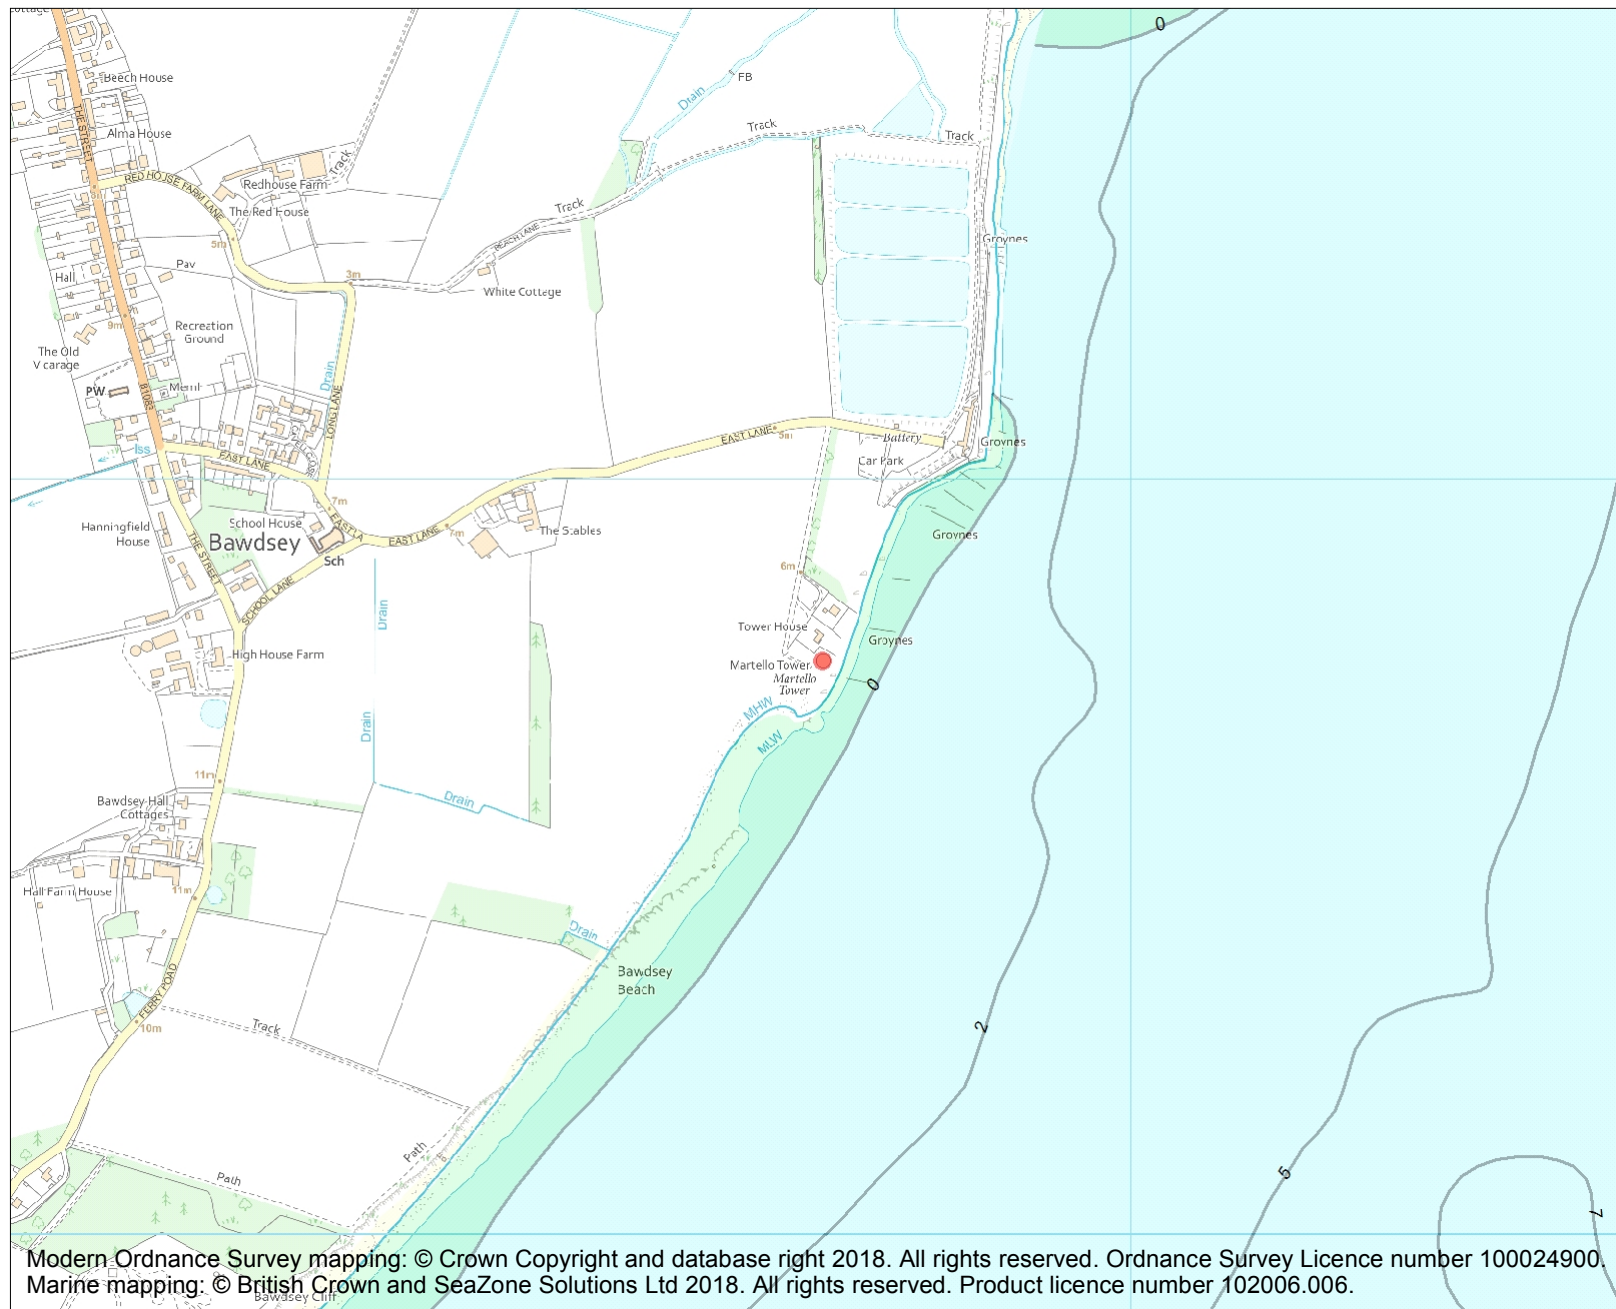 0
Beech House
FB
Drain
THE STREET
Alma House
Track
Track
Track
Redhouse Farm
The Red House
Track
BEACH LANE
5m
Groynes
Pav
Hall
3m
White Cottage
9m
Recreation
Ground
The Old
Vicarage
Drain
PW
Meml
B1083
LONG LANE
EAST LANE
5m
Battery
Groynes
Iss
EAST LANE
Car Park
7m
Hanningfield
House
School House
EAST LA
EAST LANE
7m
The Stables
Groynes
Bawdsey
THE STREET
Sch
6m
SCHOOL LANE
Drain
Tower House
Groynes
High House Farm
Martello Tower
Martello
Tower
0
MHW
Drain
MLW
11m
Bawdsey Hall
Cottages
Drain
Hall Farm House
11m
Drain
Bawdsey
Beach
FERRY ROAD
10m
Track
2
Path
Path
5
7
Modern Ordnance Survey mapping: © Crown Copyright and database right 2018. All rights reserved. Ordnance Survey Licence number 100024900.
Marine mapping: © British Crown and SeaZone Solutions Ltd 2018. All rights reserved. Product licence number 102006.006.
Bawdsey Cliff